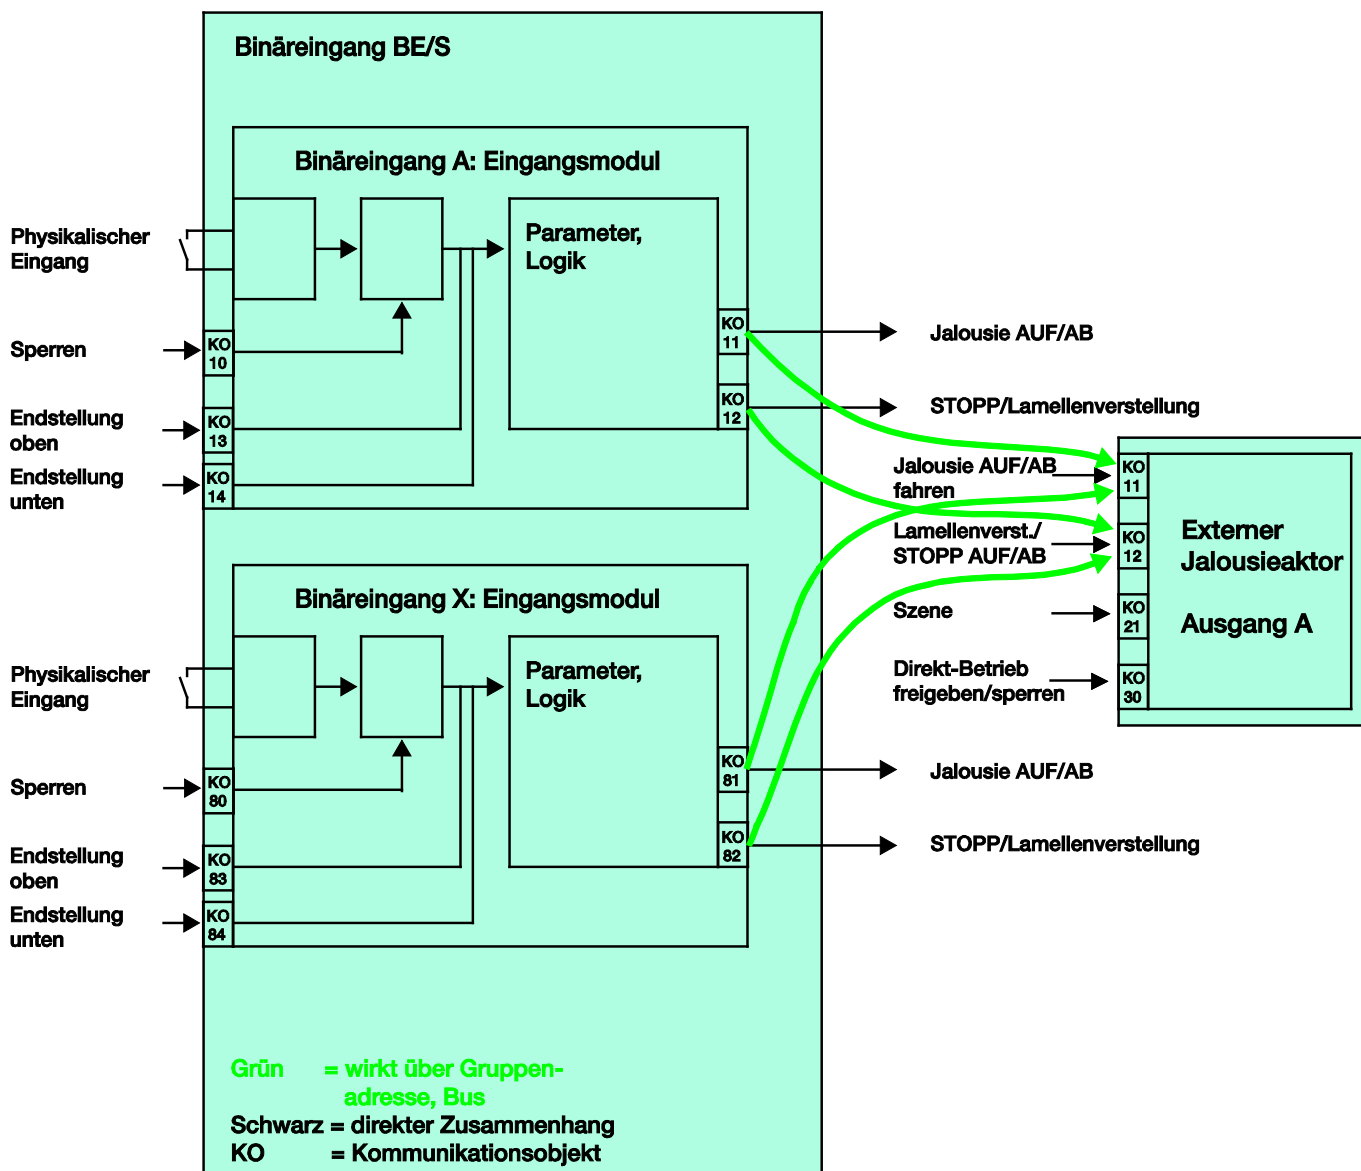 Binäreingang BE/S
Binäreingang A: Eingangsmodul
Physikalischer
Eingang
Parameter,
Logik
Sperren
KO
10
KO
11
Jalousie AUF/AB
Endstellung
oben
KO
13
KO
12
STOPP/Lamellenverstellung
Endstellung
unten
KO
14
Jalousie AUF/AB
fahren
KO
11
Lamellenverst./
STOPP AUF/AB
KO
12
Szene
KO
21
Direkt-Betrieb
freigeben/sperren
KO
30
Externer
Jalousieaktor
Ausgang A
Binäreingang X: Eingangsmodul
Physikalischer
Eingang
Parameter,
Logik
Sperren
KO
80
KO
81
Jalousie AUF/AB
Endstellung
oben
KO
83
KO
82
STOPP/Lamellenverstellung
Endstellung
unten
KO
84
Grün = wirkt über Gruppen-
adresse, Bus
Schwarz = direkter Zusammenhang
KO = Kommunikationsobjekt